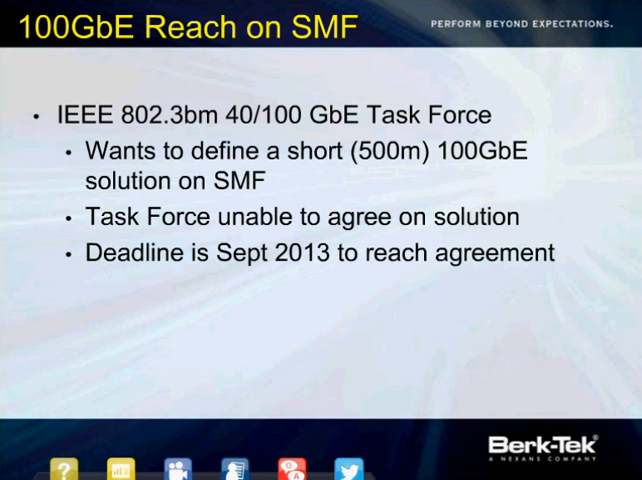 100GbE Reach on SMF
PERFORM BEYOND EXPECTATIONS.
• IEEE 802.3bm 40/100 GbE Task Force
• Wants to define a short (500m) 100GbE
solution on SMF
• Task Force unable to agree on solution
• Deadline is Sept 2013 to reach agreement
Berk-Tek®
A NEXANS COMPANY
?
Q
A